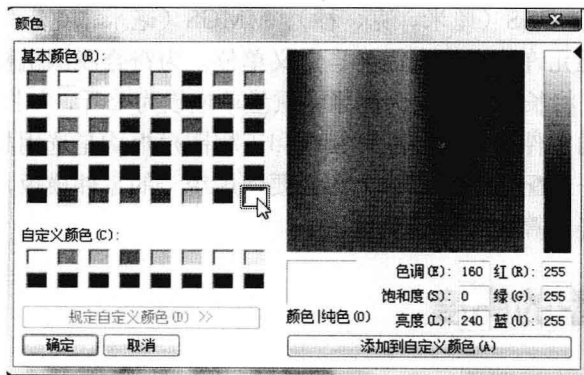 颜色
基本颜色(B):
自定义颜色(C):
规定自定义颜色(D) >>
确定 取消
颜色|纯色(O)
色调(E): 160 红(R): 255
饱和度(S): 0 绿(G): 255
亮度(L): 240 蓝(U): 255
添加到自定义颜色(A)